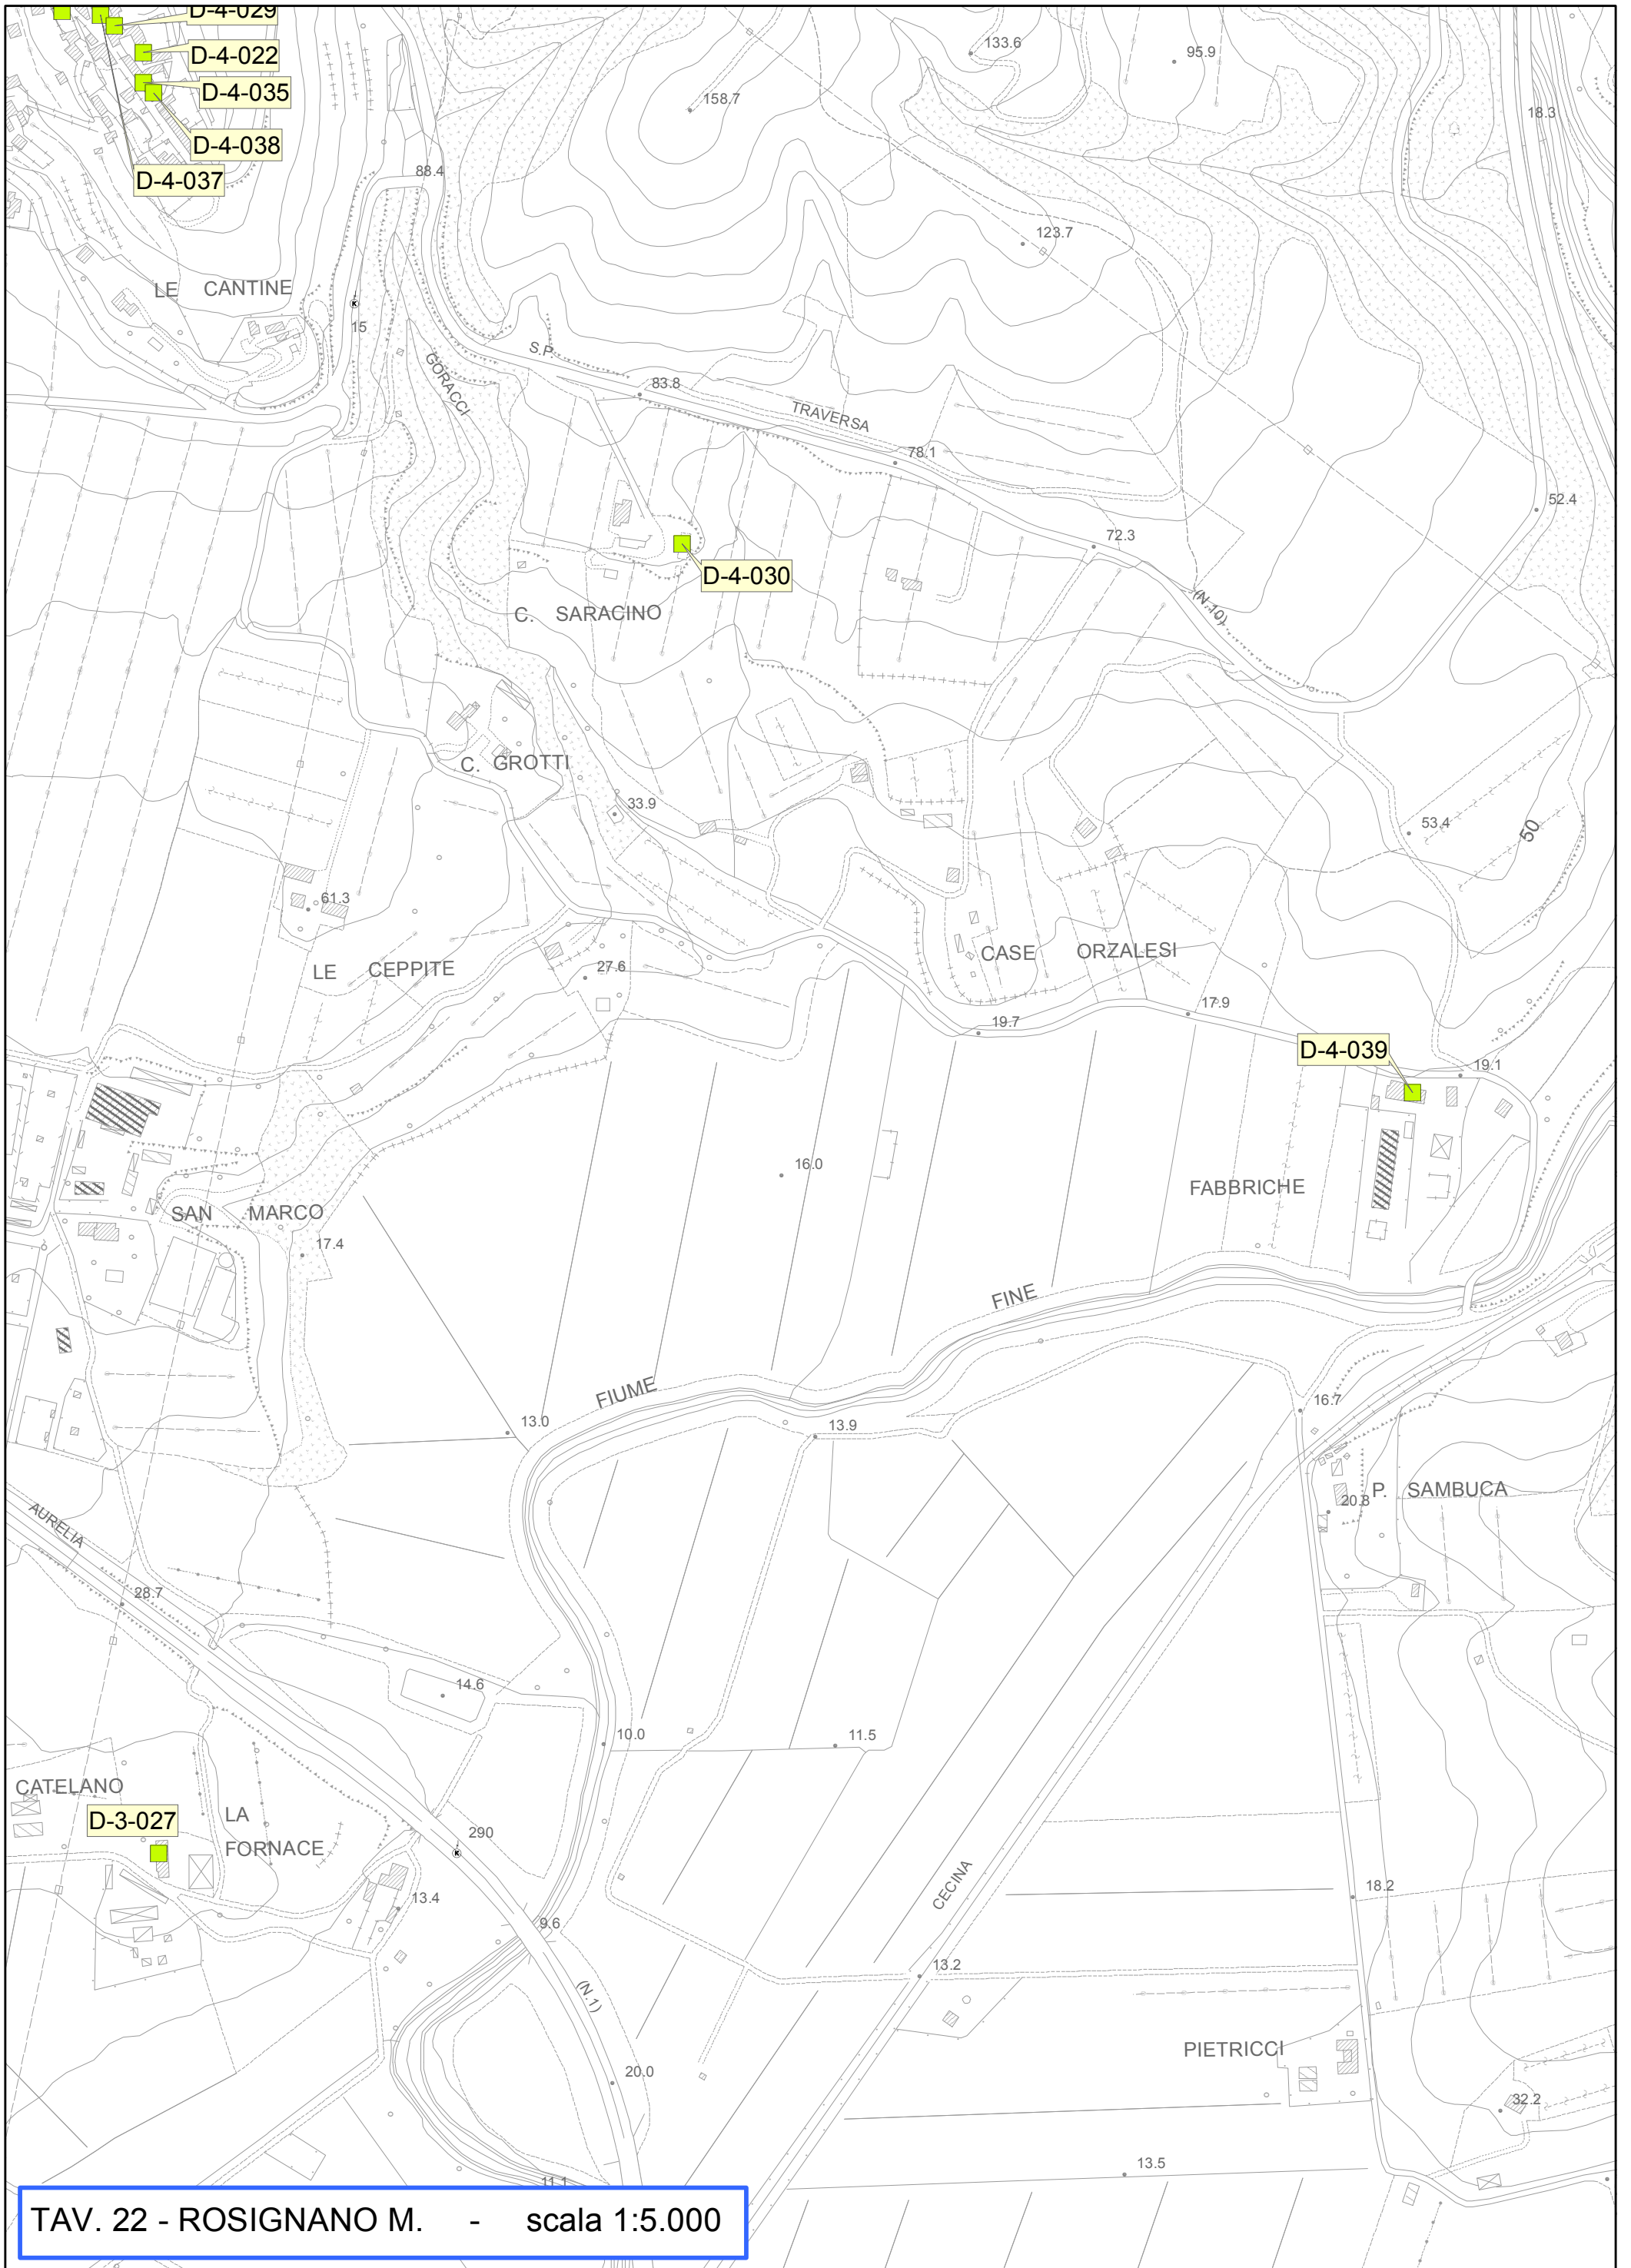 D-4-029
D-4-022
D-4-035
D-4-038
D-4-037
133.6
95.9
158.7
18.3
88.4
123.7
LE CANTINE
15
GORACCI
S.P.
83.8
TRAVERSA
78.1
52.4
72.3
D-4-030
(N.10)
C. SARACINO
C. GROTTI
33.9
53.4
50
61.3
LE CEPPITE
27.6
CASE ORZALESI
17.9
19.7
D-4-039
19.1
16.0
FABBRICHE
SAN MARCO
17.4
FINE
FIUME
13.0
13.9
16.7
P. SAMBUCA
20.8
AURELIA
28.7
14.6
10.0
11.5
CATELANO
D-3-027
LA
FORNACE
290
13.4
CECINA
18.2
9.6
13.2
(N.1)
PIETRICCI
20.0
32.2
13.5
11.1
TAV. 22 - ROSIGNANO M. - scala 1:5.000